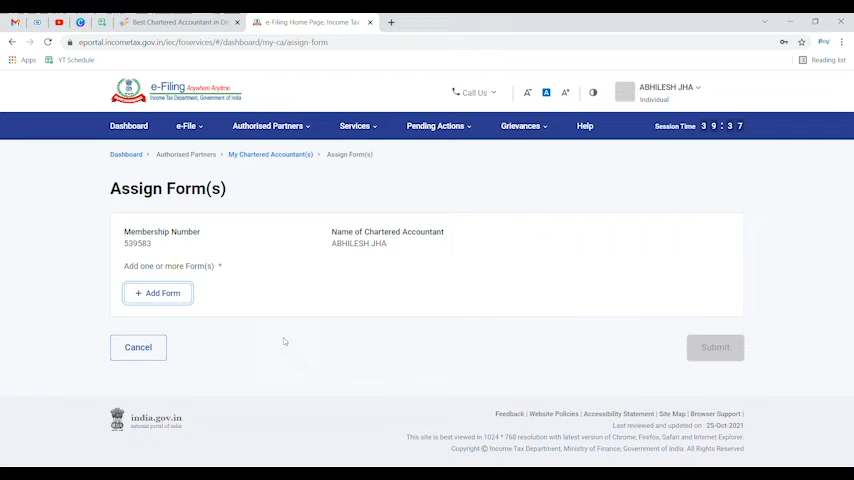 Best Chartered Accountant in De
e-Filing Home Page, Income Tax
eportal.incometax.gov.in/iec/foservices/#/dashboard/my-ca/assign-form
Apps YT Schedule Reading list
e-Filing Anywhere Anytime
Income Tax Department, Government of India
Call Us A- A A+ ABHILESH JHA
Individual
Dashboard e-File Authorised Partners Services Pending Actions Grievances Help Session Time 3 9 : 3 7
Dashboard Authorised Partners My Chartered Accountant(s) Assign Form(s)
Assign Form(s)
Membership Number Name of Chartered Accountant
539583 ABHILESH JHA
Add one or more Form(s) *
+ Add Form
Cancel Submit
india.gov.in
national portal of india
Feedback | Website Policies | Accessibility Statement | Site Map | Browser Support |
Last reviewed and updated on : 25-Oct-2021
This site is best viewed in 1024 * 768 resolution with latest version of Chrome, Firefox, Safari and Internet Explorer.
Copyright © Income Tax Department, Ministry of Finance, Government of India. All Rights Reserved